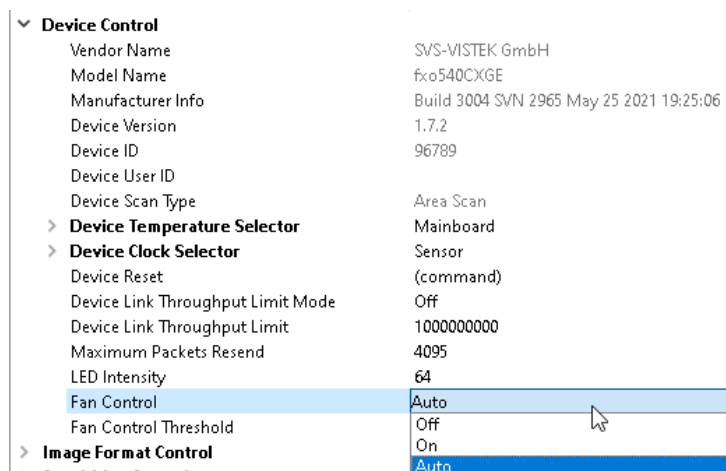 Device Control
Vendor Name SVS-VISTEK GmbH
Model Name fxo540CXGE
Manufacturer Info Build 3004 SVN 2965 May 25 2021 19:25:06
Device Version 1.7.2
Device ID 96789
Device User ID
Device Scan Type Area Scan
Device Temperature Selector Mainboard
Device Clock Selector Sensor
Device Reset (command)
Device Link Throughput Limit Mode Off
Device Link Throughput Limit 1000000000
Maximum Packets Resend 4095
LED Intensity 64
Fan Control Auto
Fan Control Threshold Off
On
Image Format Control
Auto